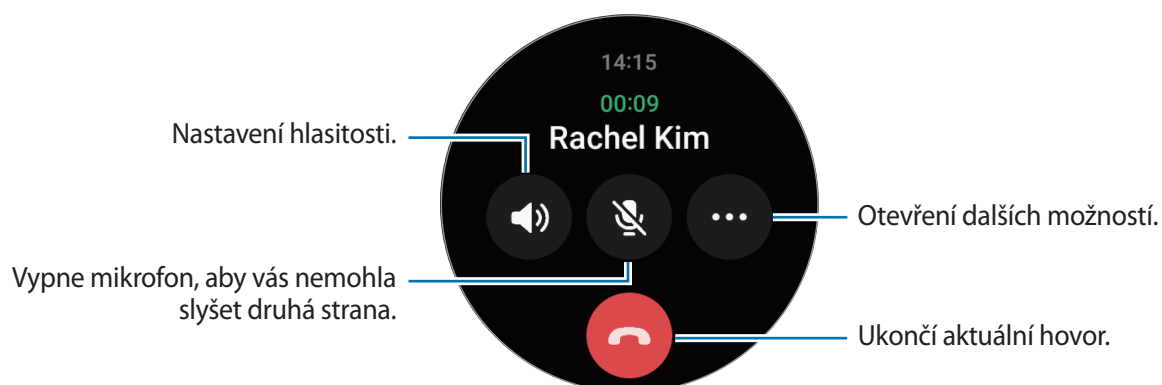 14:15
00:09
Rachel Kim
Nastavení hlasitosti.
Otevření dalších možností.
Vypne mikrofon, aby vás nemohla
slyšet druhá strana.
Ukončí aktuální hovor.